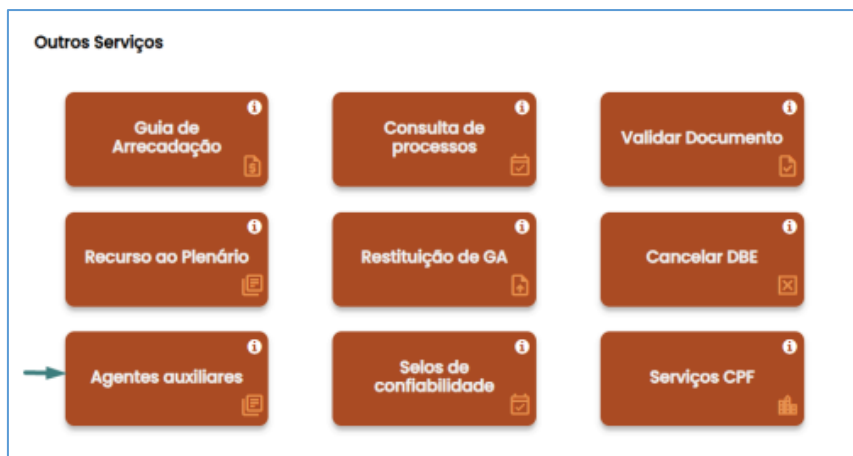 Outros Serviços
Guia de
Arrecadação
Consulta de
processos
Validar Documento
Recurso ao Plenário
Restituição de GA
Cancelar DBE
Agentes auxiliares
Selos de
confiabilidade
Serviços CPF